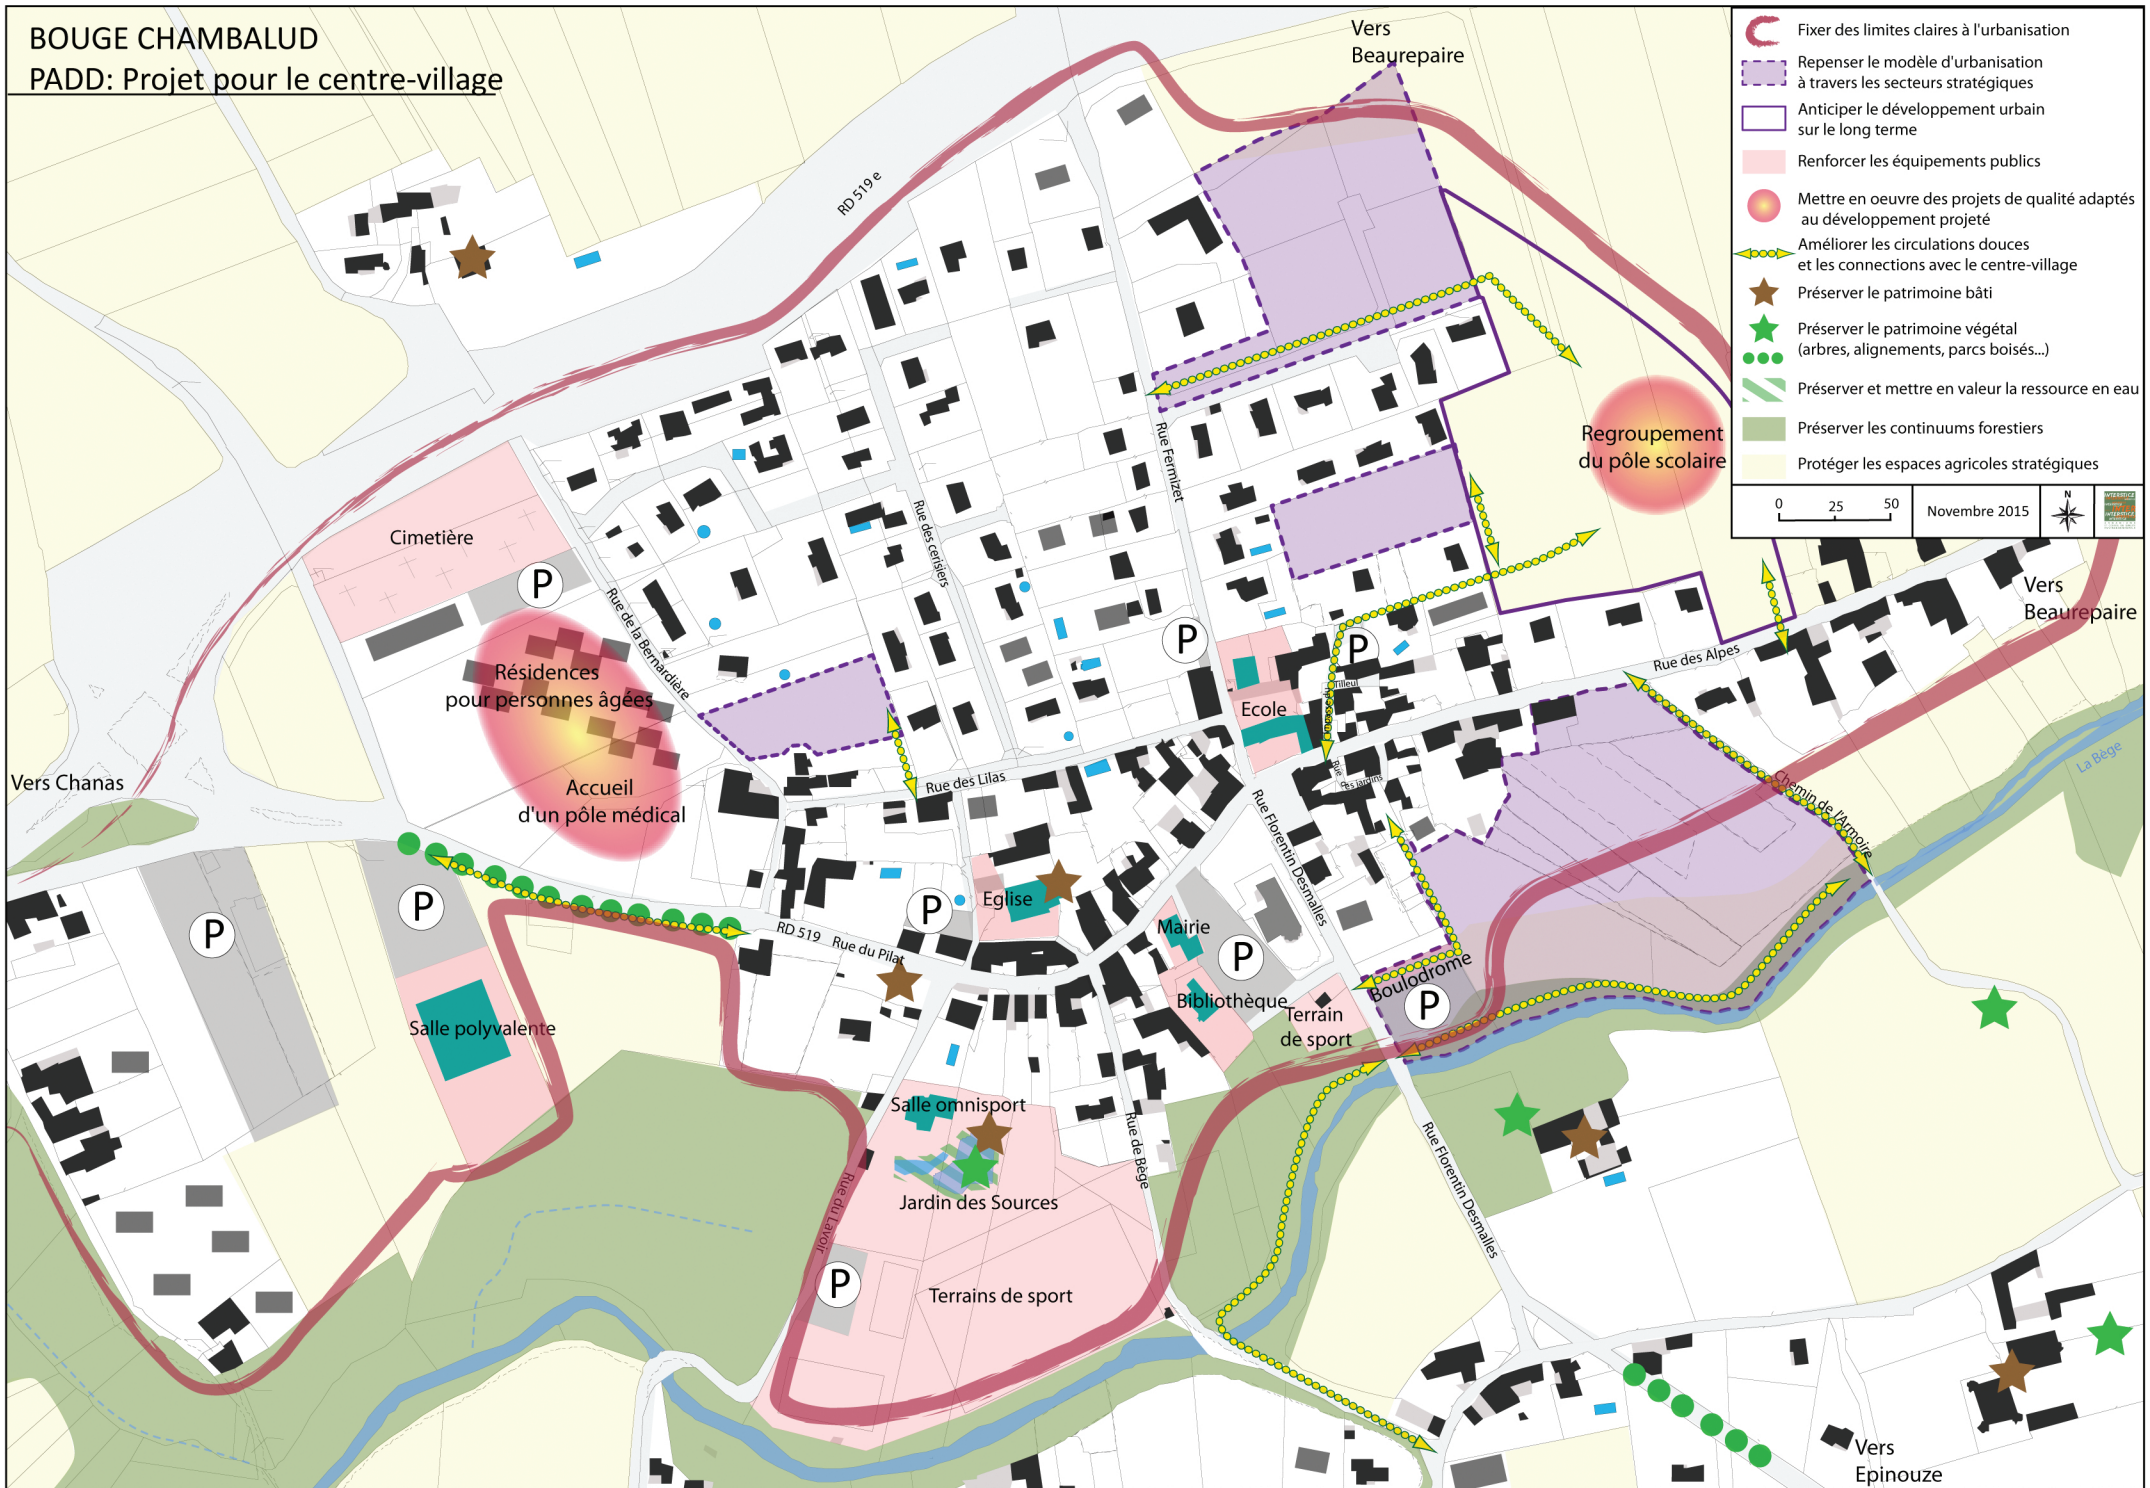 BOUGE CHAMBALUD
PADD: Projet pour le centre-village
Vers
Beaurepaire
Fixer des limites claires à l'urbanisation
Repenser le modèle d'urbanisation
à travers les secteurs stratégiques
Anticiper le développement urbain
sur le long terme
Renforcer les équipements publics
Mettre en oeuvre des projets de qualité adaptés
au développement projeté
Améliorer les circulations douces
et les connections avec le centre-village
Préserver le patrimoine bâti
Préserver le patrimoine végétal
(arbres, alignements, parcs boisés...)
Préserver et mettre en valeur la ressource en eau
Préserver les continuums forestiers
Protéger les espaces agricoles stratégiques
0 25 50
Novembre 2015
N
INTERSTICE
INTERSTICE
RD 519 e
Rue Fermizet
Regroupement
du pôle scolaire
Cimetière
P
Rue des cerisiers
Rue de la Bernardière
Vers
Beaurepaire
P
P
Résidences
pour personnes âgées
Rue des Alpes
Tilleul
Ecole
Vers Chanas
Accueil
d'un pôle médical
Rue des Lilas
Rue
les jardins
La Bège
Chemin de l'Armoire
Rue Florentin Desmalles
P
P
P
Eglise
Mairie
RD 519 Rue du Pilat
P
Boulodrome
P
Bibliothèque
Terrain
de sport
Salle polyvalente
Salle omnisport
Rue de Bège
Rue Florentin Desmalles
Jardin des Sources
Rue du Lavoir
P
Terrains de sport
Vers
Epinouze